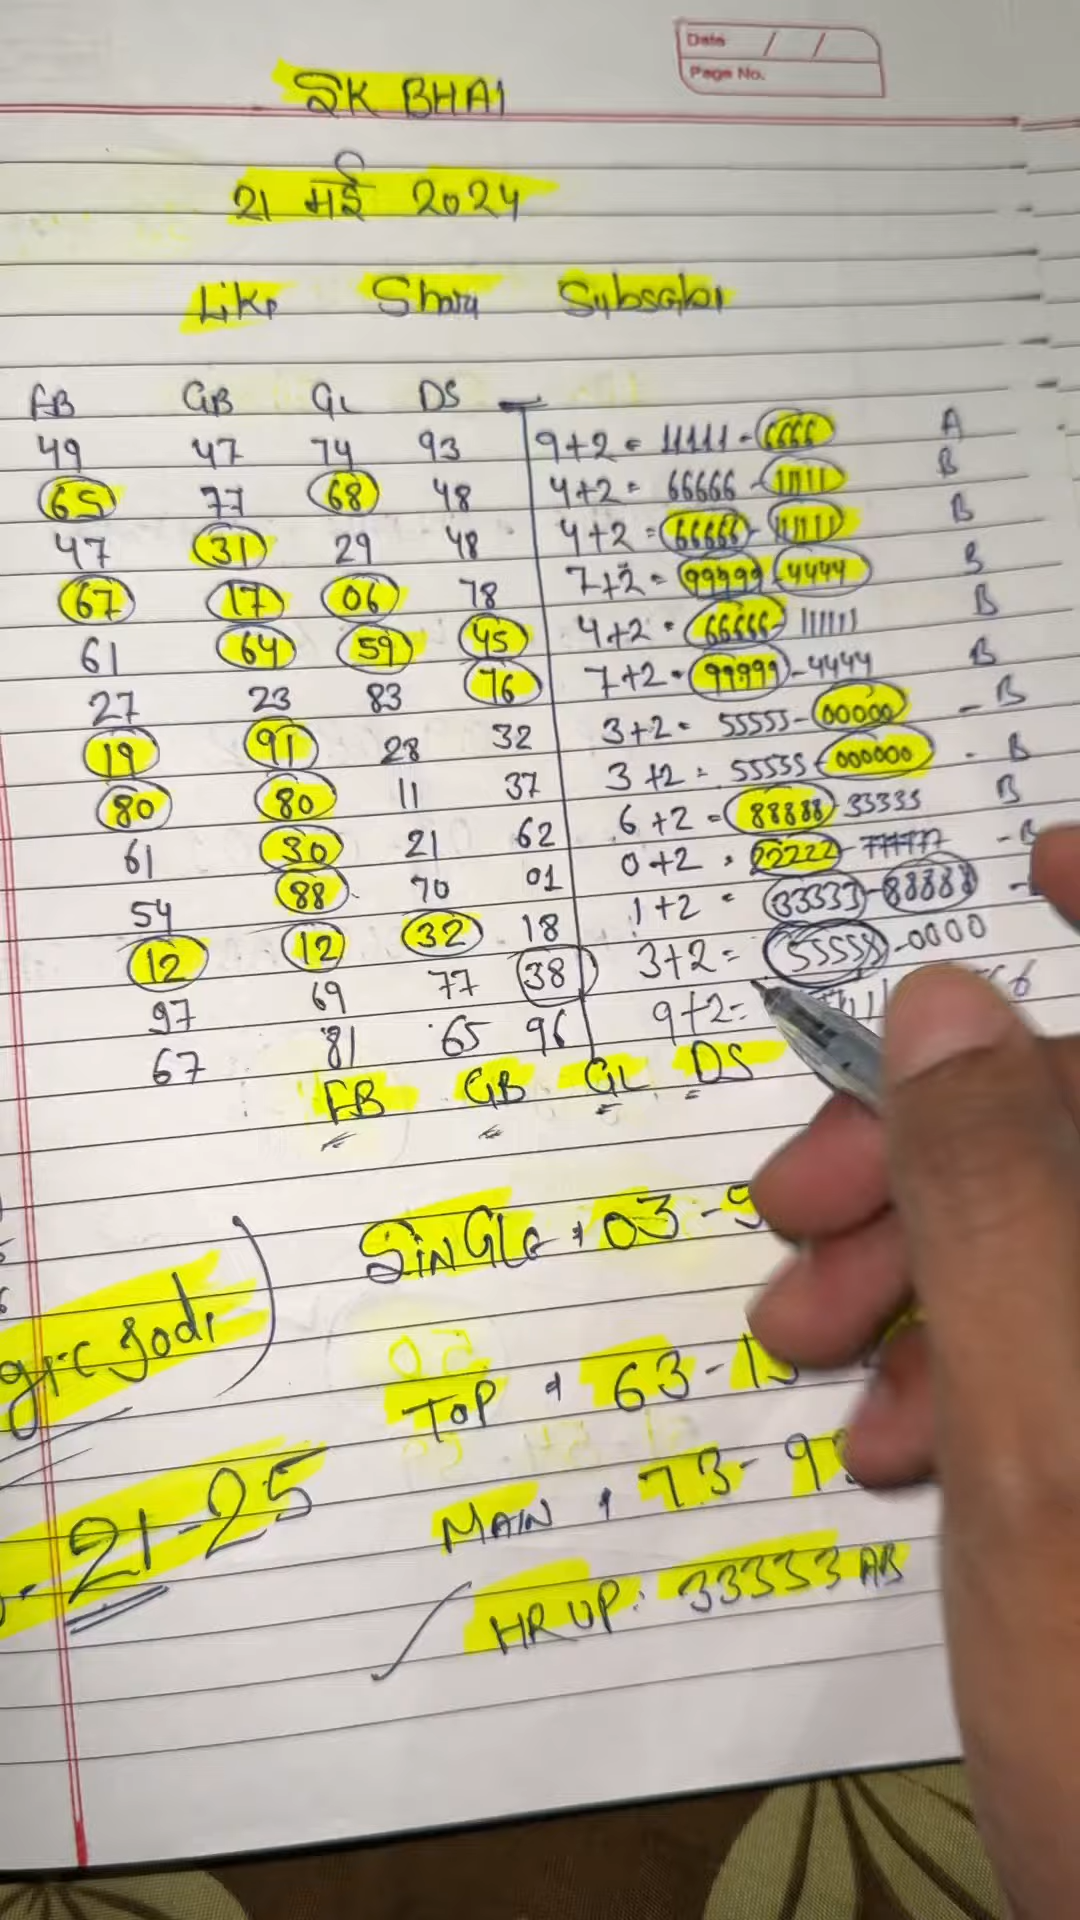 Date / /
Page No.
SK BHAI
21 मई 2024
Like Share Subscribe
FB GB GL DS
49 47 74 93 9+2= 11111-6666 A
65 77 68 48 4+2= 66666-11111 B
47 31 29 48 4+2= 66666-11111 B
67 17 06 78 7+2= 99999-4444 B
61 64 59 45 4+2= 66666-111111 B
27 23 83 76 7+2= 99999-4444 B
19 91 28 32 3+2= 55555-00000 - B
80 80 11 37 3+2= 55555-000000 - B
61 30 21 62 6+2= 88888-33333 B
54 88 70 01 0+2= 22222-777777 - B
12 12 32 18 1+2= 33333-88888 -
97 69 77 38 3+2= 55555-0000
67 81 65 96 9+2=
FB GB GL DS
SINGLE 03-9
Jodi
TOP 63-13
21-25
MAIN 73-93
HR UP: 33333 AB